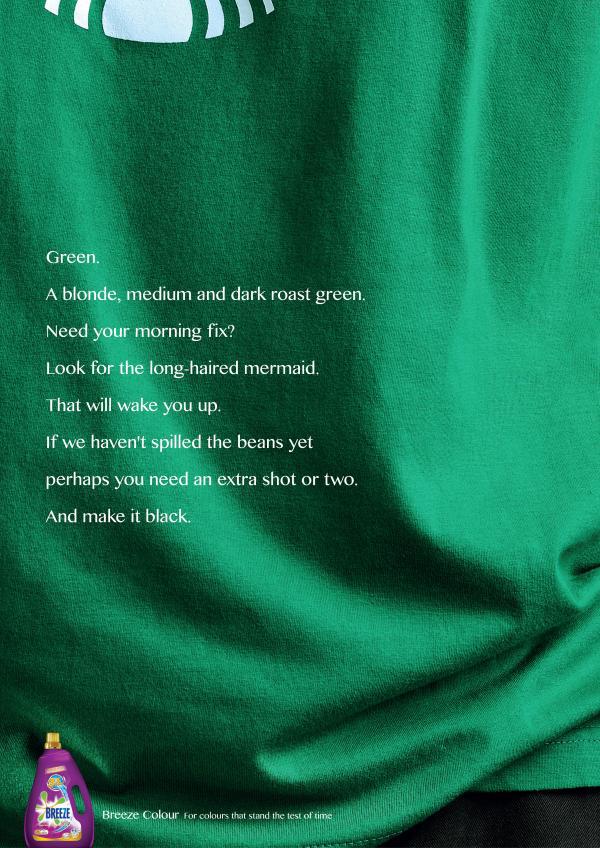 Green.
A blonde, medium and dark roast green.
Need your morning fix?
Look for the long-haired mermaid.
That will wake you up.
If we haven't spilled the beans yet
perhaps you need an extra shot or two.
And make it black.
BREEZE
Breeze Colour For colours that stand the test of time